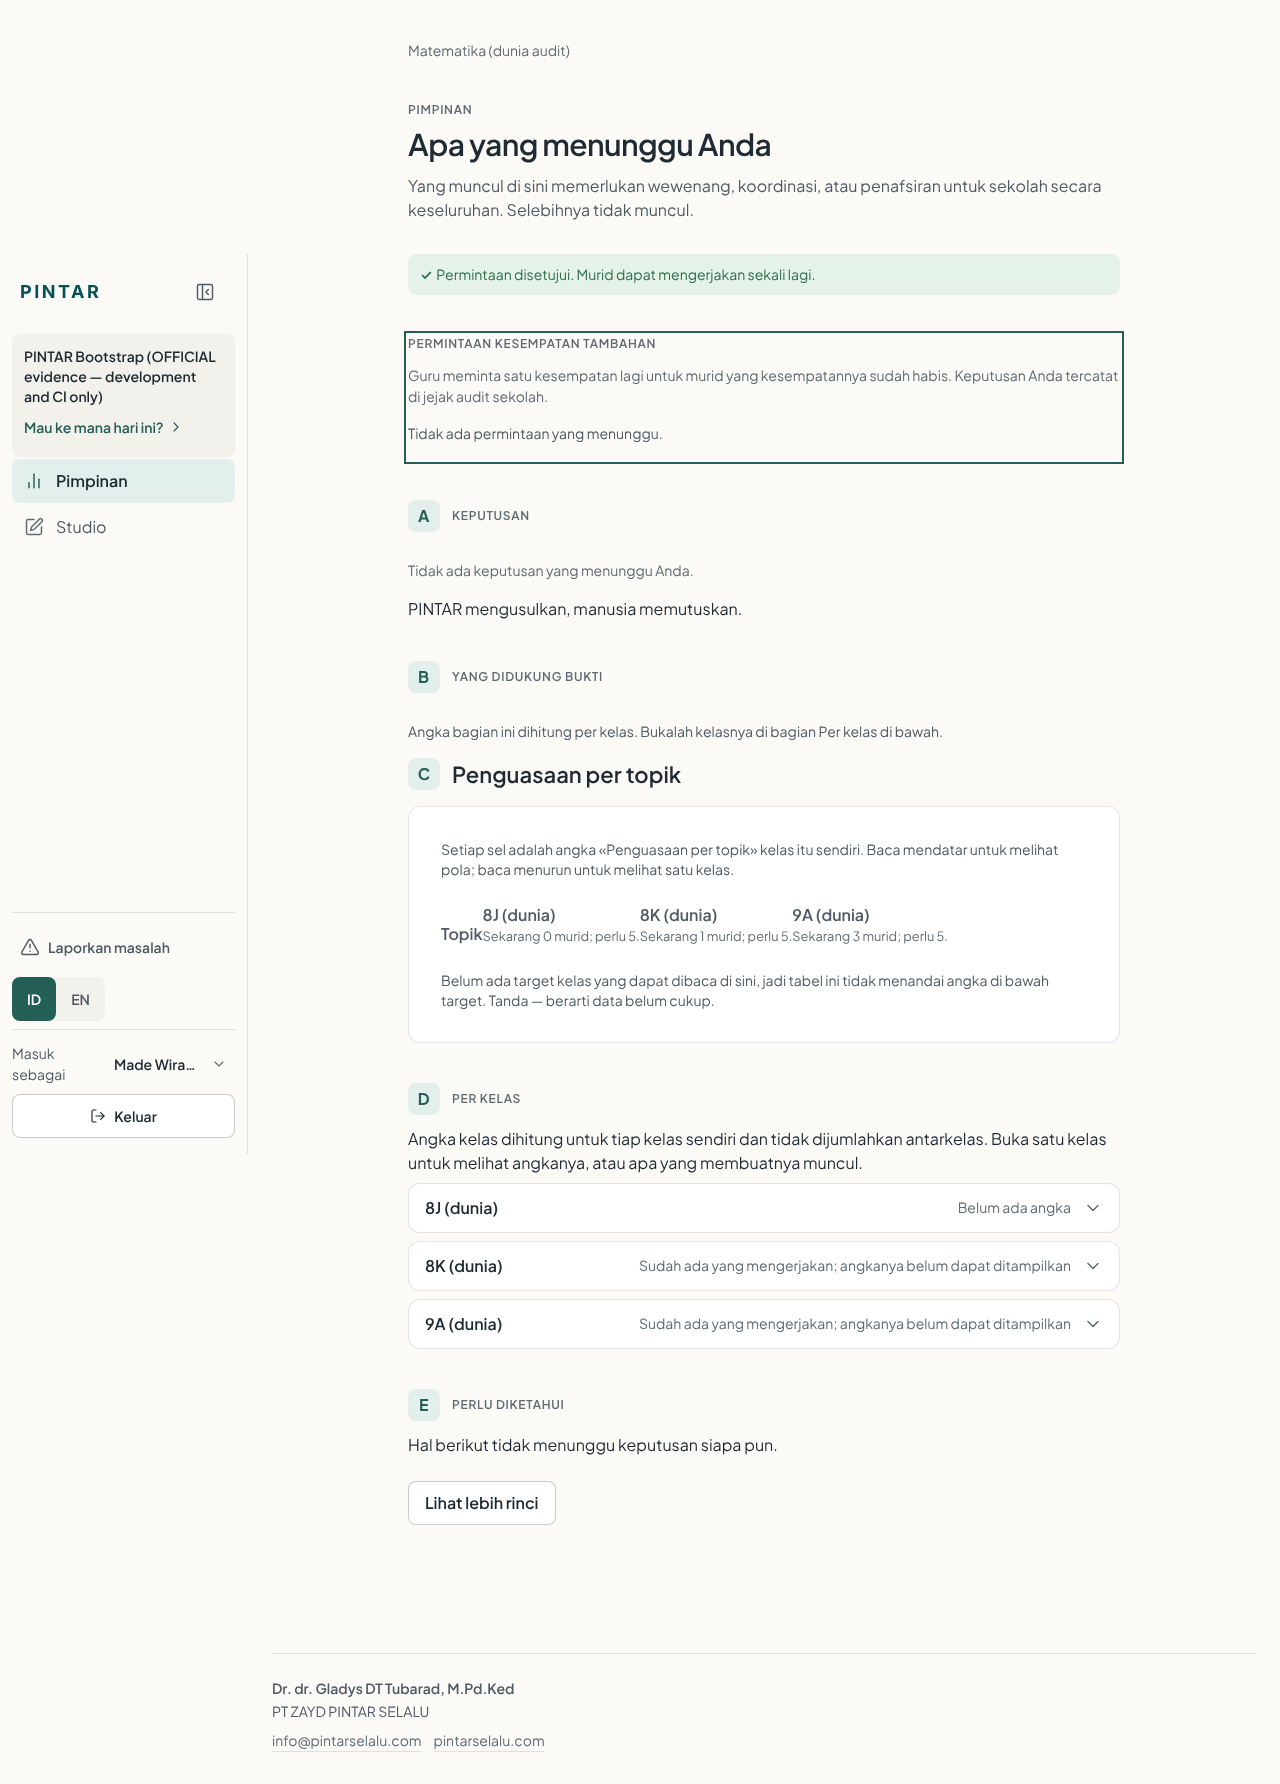 Matematika (dunia audit)
PIMPINAN
Apa yang menunggu Anda
Yang muncul di sini memerlukan wewenang, koordinasi, atau penafsiran untuk sekolah secara
keseluruhan. Selebihnya tidak muncul.
✓ Permintaan disetujui. Murid dapat mengerjakan sekali lagi.
PINTAR
PINTAR Bootstrap (OFFICIAL
evidence — development
and CI only)
Mau ke mana hari ini?
Pimpinan
Studio
Laporkan masalah
ID EN
Masuk
sebagai
Made Wira…
Keluar
PERMINTAAN KESEMPATAN TAMBAHAN
Guru meminta satu kesempatan lagi untuk murid yang kesempatannya sudah habis. Keputusan Anda tercatat
di jejak audit sekolah.
Tidak ada permintaan yang menunggu.
A KEPUTUSAN
Tidak ada keputusan yang menunggu Anda.
PINTAR mengusulkan, manusia memutuskan.
B YANG DIDUKUNG BUKTI
Angka bagian ini dihitung per kelas. Bukalah kelasnya di bagian Per kelas di bawah.
C Penguasaan per topik
Setiap sel adalah angka «Penguasaan per topik» kelas itu sendiri. Baca mendatar untuk melihat
pola; baca menurun untuk melihat satu kelas.
8J (dunia) 8K (dunia) 9A (dunia)
Topik Sekarang 0 murid; perlu 5. Sekarang 1 murid; perlu 5. Sekarang 3 murid; perlu 5.
Belum ada target kelas yang dapat dibaca di sini, jadi tabel ini tidak menandai angka di bawah
target. Tanda — berarti data belum cukup.
D PER KELAS
Angka kelas dihitung untuk tiap kelas sendiri dan tidak dijumlahkan antarkelas. Buka satu kelas
untuk melihat angkanya, atau apa yang membuatnya muncul.
8J (dunia) Belum ada angka
8K (dunia) Sudah ada yang mengerjakan; angkanya belum dapat ditampilkan
9A (dunia) Sudah ada yang mengerjakan; angkanya belum dapat ditampilkan
E PERLU DIKETAHUI
Hal berikut tidak menunggu keputusan siapa pun.
Lihat lebih rinci
Dr. dr. Gladys DT Tubarad, M.Pd.Ked
PT ZAYD PINTAR SELALU
info@pintarselalu.com pintarselalu.com